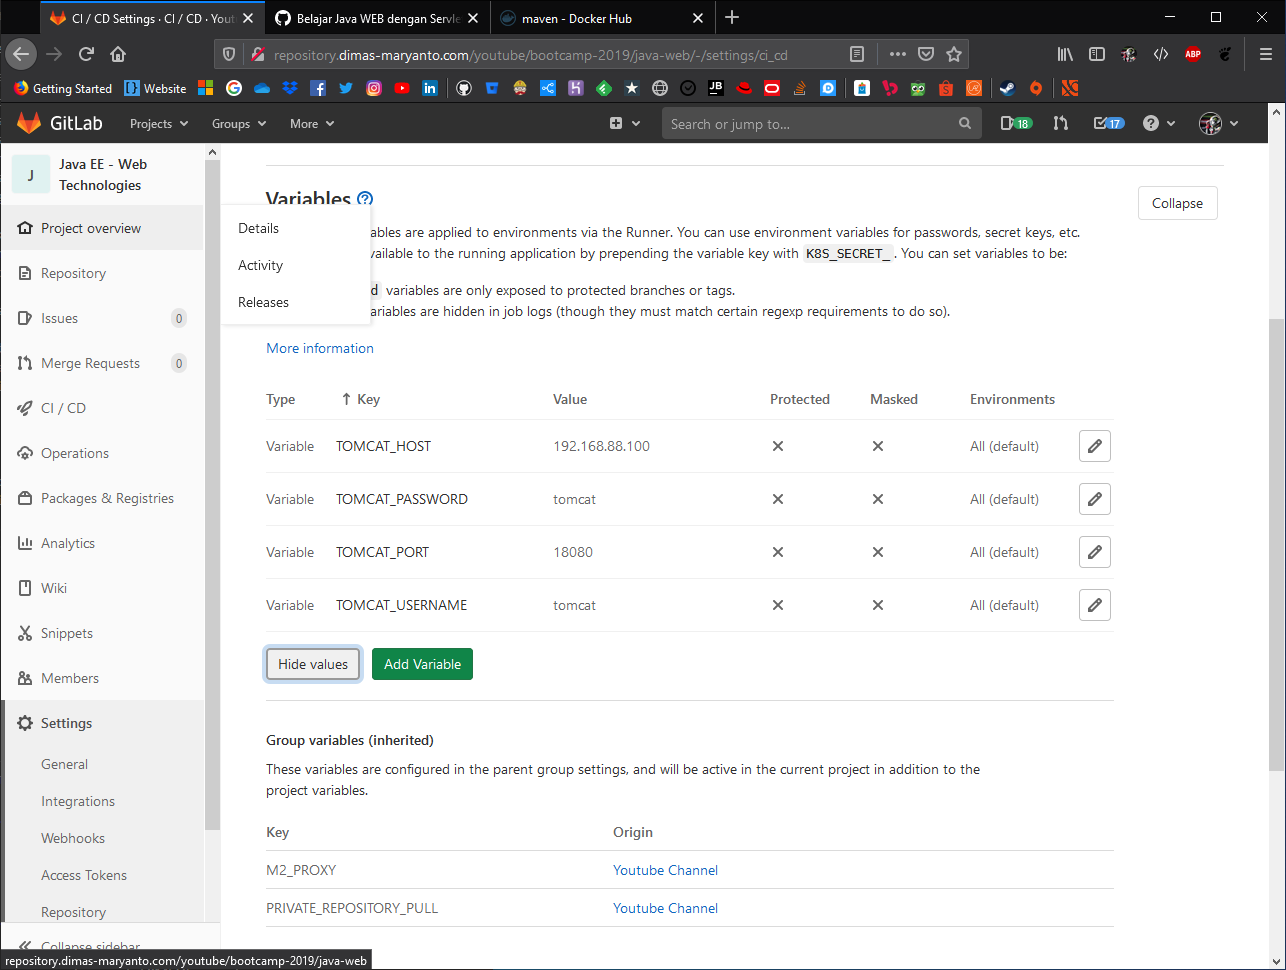 CI / CD Settings · CI / CD · Yout
Belajar Java WEB dengan Servle
maven - Docker Hub
repository.dimas-maryanto.com/youtube/bootcamp-2019/java-web/-/settings/ci_cd
ABP
Getting Started
Website
GitLab
Projects
Groups
More
Search or jump to...
18
17
J
Java EE - Web
Technologies
Project overview
Repository
Issues
0
Merge Requests
0
CI / CD
Operations
Packages & Registries
Analytics
Wiki
Snippets
Members
Settings
General
Integrations
Webhooks
Access Tokens
Repository
Collapse sidebar
Details
Activity
Releases
Variables
Collapse
ables are applied to environments via the Runner. You can use environment variables for passwords, secret keys, etc.
vailable to the running application by prepending the variable key with K8S_SECRET_. You can set variables to be:
d variables are only exposed to protected branches or tags.
ariables are hidden in job logs (though they must match certain regexp requirements to do so).
More information
Type ↑ Key Value Protected Masked Environments
Variable TOMCAT_HOST 192.168.88.100 All (default)
Variable TOMCAT_PASSWORD tomcat All (default)
Variable TOMCAT_PORT 18080 All (default)
Variable TOMCAT_USERNAME tomcat All (default)
Hide values
Add Variable
Group variables (inherited)
These variables are configured in the parent group settings, and will be active in the current project in addition to the
project variables.
Key Origin
M2_PROXY Youtube Channel
PRIVATE_REPOSITORY_PULL Youtube Channel
repository.dimas-maryanto.com/youtube/bootcamp-2019/java-web